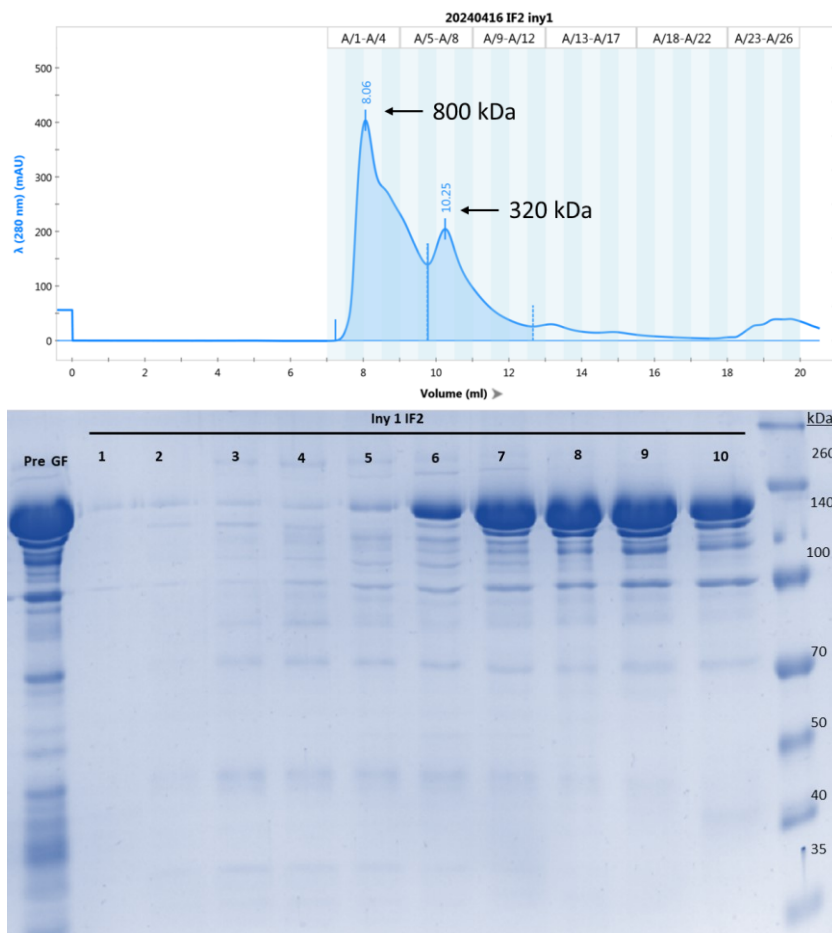 20240416 IF2 iny1
A/1-A/4 A/5-A/8 A/9-A/12 A/13-A/17 A/18-A/22 A/23-A/26
500
400
300
200
100
0
λ (280 nm) (mAU)
8.06
800 kDa
10.25
320 kDa
0 2 4 6 8 10 12 14 16 18 20
Volume (ml)
Iny 1 IF2
kDa
Pre GF 1 2 3 4 5 6 7 8 9 10
260
140
100
70
50
40
35